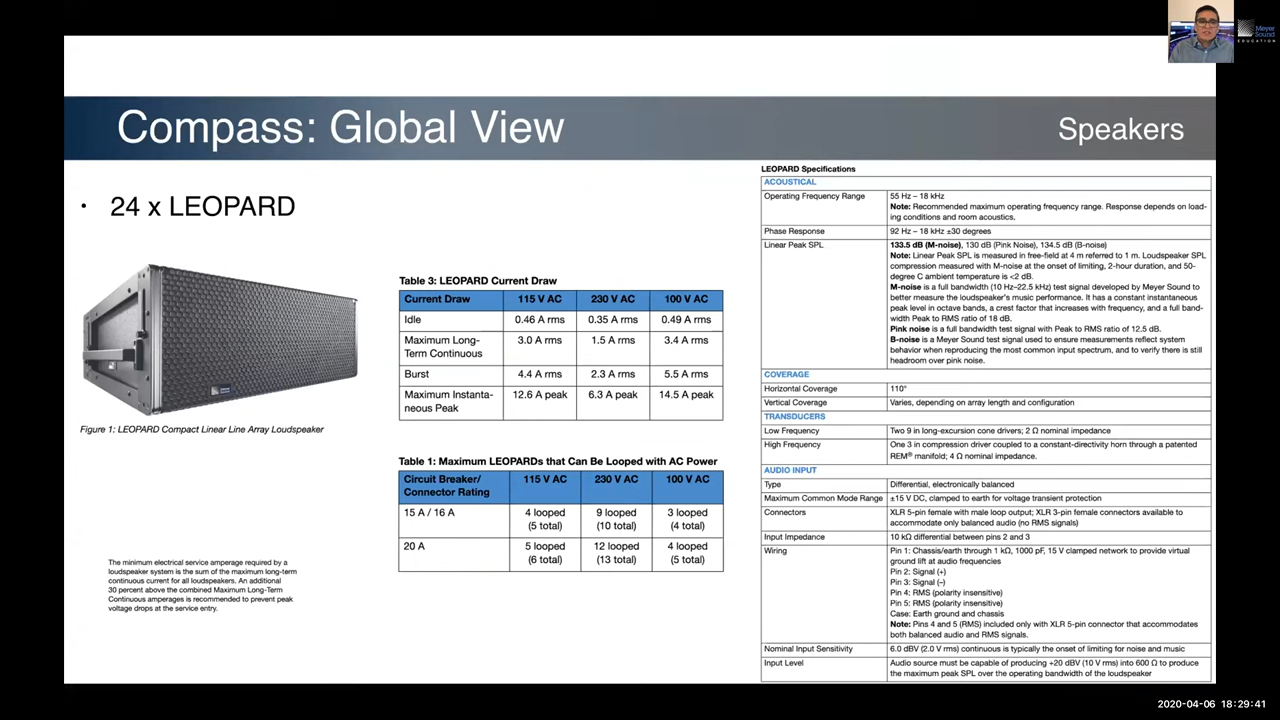 Meyer
Sound
EDUCATION
Compass: Global View
Speakers
• 24 x LEOPARD
Figure 1: LEOPARD Compact Linear Line Array Loudspeaker
The minimum electrical service amperage required by a
loudspeaker system is the sum of the maximum long-term
continuous current for all loudspeakers. An additional
30 percent above the combined Maximum Long-Term
Continuous amperages is recommended to prevent peak
voltage drops at the service entry.
Table 3: LEOPARD Current Draw
Current Draw 115 V AC 230 V AC 100 V AC
Idle 0.46 A rms 0.35 A rms 0.49 A rms
Maximum Long- 3.0 A rms 1.5 A rms 3.4 A rms
Term Continuous
Burst 4.4 A rms 2.3 A rms 5.5 A rms
Maximum Instanta- 12.6 A peak 6.3 A peak 14.5 A peak
neous Peak
Table 1: Maximum LEOPARDs that Can Be Looped with AC Power
Circuit Breaker/ 115 V AC 230 V AC 100 V AC
Connector Rating
15 A / 16 A 4 looped 9 looped 3 looped
(5 total) (10 total) (4 total)
20 A 5 looped 12 looped 4 looped
(6 total) (13 total) (5 total)
LEOPARD Specifications
ACOUSTICAL
Operating Frequency Range 55 Hz – 18 kHz
Note: Recommended maximum operating frequency range. Response depends on load-
ing conditions and room acoustics.
Phase Response 92 Hz – 18 kHz ±30 degrees
Linear Peak SPL 133.5 dB (M-noise), 130 dB (Pink Noise), 134.5 dB (B-noise)
Note: Linear Peak SPL is measured in free-field at 4 m referred to 1 m. Loudspeaker SPL
compression measured with M-noise at the onset of limiting, 2-hour duration, and 50-
degree C ambient temperature is <2 dB.
M-noise is a full bandwidth (10 Hz–22.5 kHz) test signal developed by Meyer Sound to
better measure the loudspeaker's music performance. It has a constant instantaneous
peak level in octave bands, a crest factor that increases with frequency, and a full band-
width Peak to RMS ratio of 18 dB.
Pink noise is a full bandwidth test signal with Peak to RMS ratio of 12.5 dB.
B-noise is a Meyer Sound test signal used to ensure measurements reflect system
behavior when reproducing the most common input spectrum, and to verify there is still
headroom over pink noise.
COVERAGE
Horizontal Coverage 110°
Vertical Coverage Varies, depending on array length and configuration
TRANSDUCERS
Low Frequency Two 9 in long-excursion cone drivers; 2 Ω nominal impedance
High Frequency One 3 in compression driver coupled to a constant-directivity horn through a patented
REM® manifold; 4 Ω nominal impedance.
AUDIO INPUT
Type Differential, electronically balanced
Maximum Common Mode Range ±15 V DC, clamped to earth for voltage transient protection
Connectors XLR 5-pin female with male loop output; XLR 3-pin female connectors available to
accommodate only balanced audio (no RMS signals)
Input Impedance 10 kΩ differential between pins 2 and 3
Wiring Pin 1: Chassis/earth through 1 kΩ, 1000 pF, 15 V clamped network to provide virtual
ground lift at audio frequencies
Pin 2: Signal (+)
Pin 3: Signal (–)
Pin 4: RMS (polarity insensitive)
Pin 5: RMS (polarity insensitive)
Case: Earth ground and chassis
Note: Pins 4 and 5 (RMS) included only with XLR 5-pin connector that accommodates
both balanced audio and RMS signals.
Nominal Input Sensitivity 6.0 dBV (2.0 V rms) continuous is typically the onset of limiting for noise and music
Input Level Audio source must be capable of producing +20 dBV (10 V rms) into 600 Ω to produce
the maximum peak SPL over the operating bandwidth of the loudspeaker
2020-04-06 18:29:41